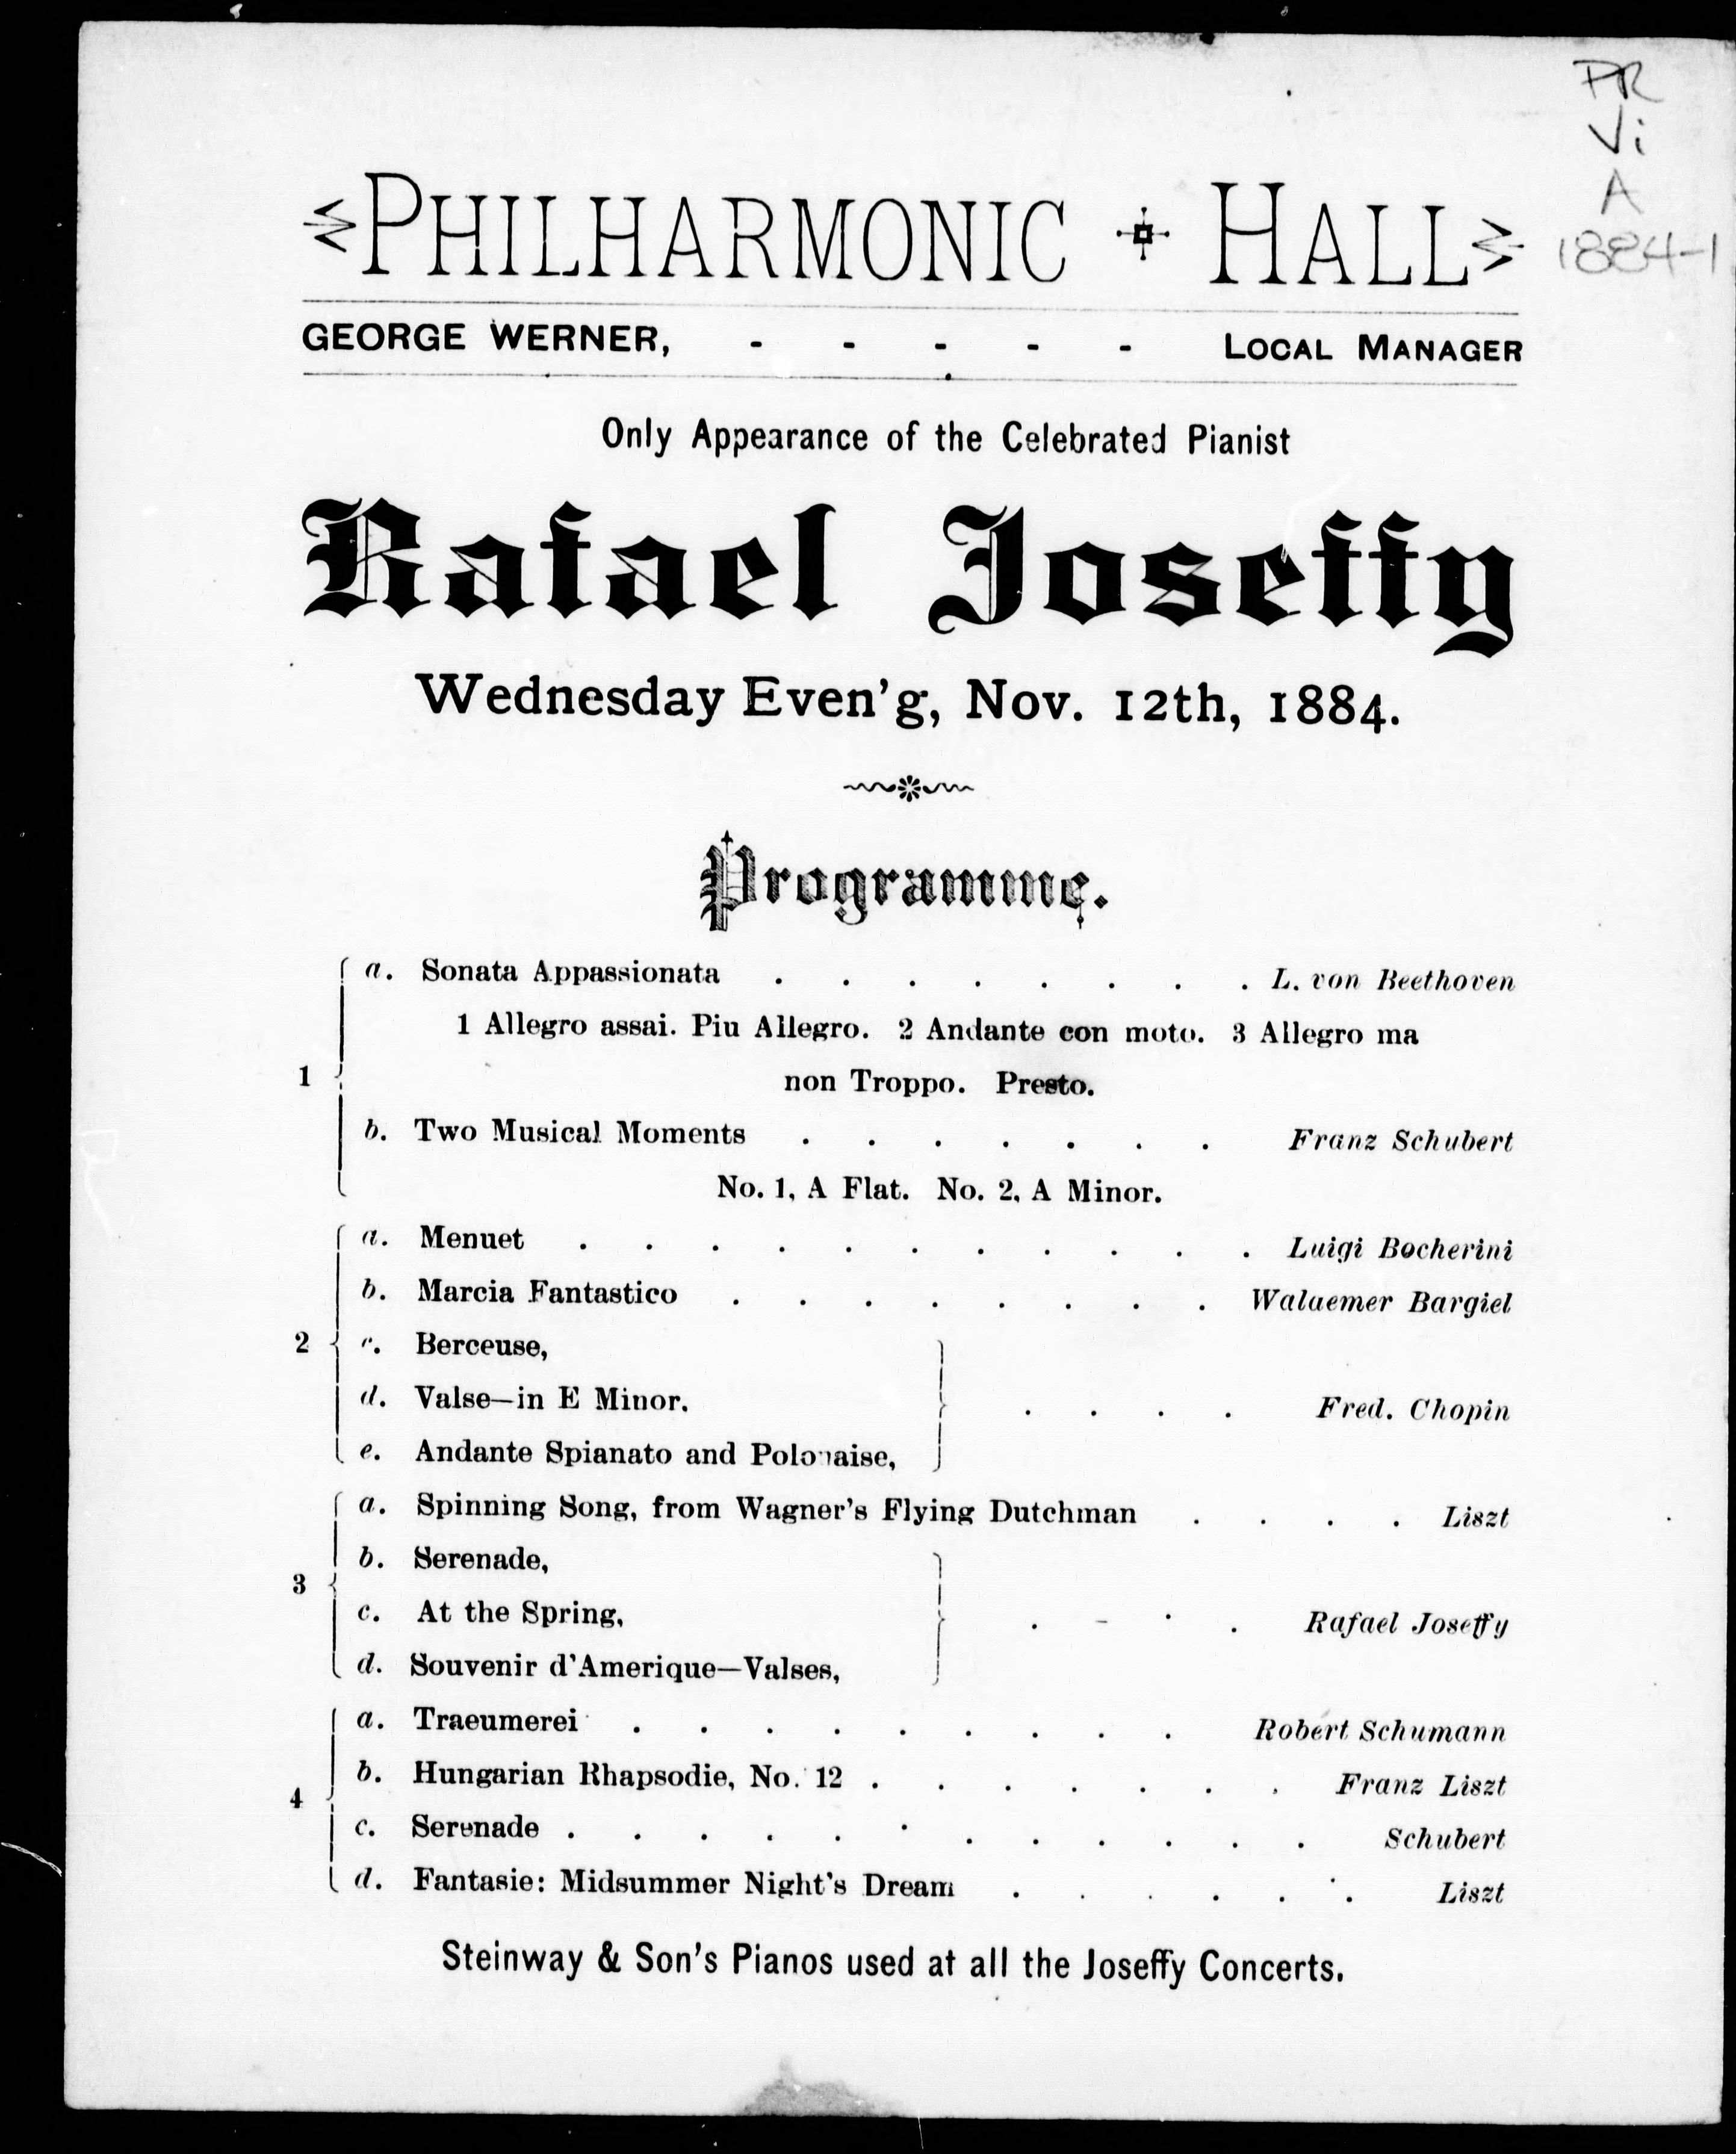 PR
Vi
A
1884-1
PHILHARMONIC HALL
GEORGE WERNER, - - - - - LOCAL MANAGER
Only Appearance of the Celebrated Pianist
Rafael Joseffy
Wednesday Even'g, Nov. 12th, 1884.
Programme.
1
a. Sonata Appassionata . . . . . . . . L. von Beethoven
1 Allegro assai. Piu Allegro. 2 Andante con moto. 3 Allegro ma
non Troppo. Presto.
b. Two Musical Moments . . . . . . . Franz Schubert
No. 1, A Flat. No. 2, A Minor.
2
a. Menuet . . . . . . . . . . . Luigi Bocherini
b. Marcia Fantastico . . . . . . . . Walaemer Bargiel
c. Berceuse,
d. Valse—in E Minor. . . . . Fred. Chopin
e. Andante Spianato and Polonaise,
3
a. Spinning Song, from Wagner's Flying Dutchman . . . . Liszt
b. Serenade,
c. At the Spring, . . . . Rafael Joseffy
d. Souvenir d'Amerique—Valses,
4
a. Traeumerei . . . . . . . . . Robert Schumann
b. Hungarian Rhapsodie, No. 12 . . . . . . . Franz Liszt
c. Serenade . . . . . . . . . . . . Schubert
d. Fantasie: Midsummer Night's Dream . . . . . . Liszt
Steinway & Son's Pianos used at all the Joseffy Concerts.